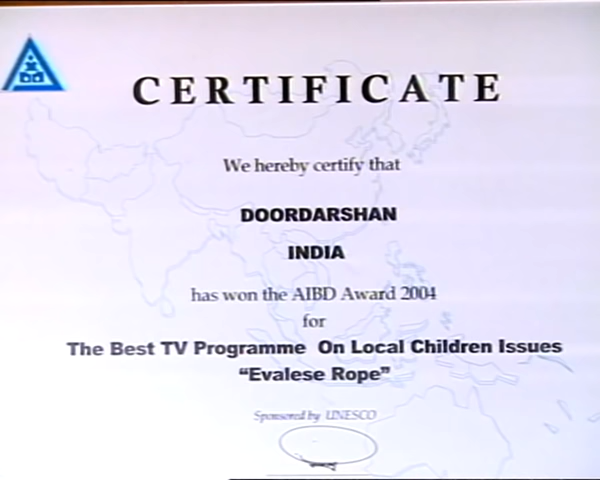 CERTIFICATE
We hereby certify that
DOORDARSHAN
INDIA
has won the AIBD Award 2004
for
The Best TV Programme On Local Children Issues
“Evalese Rope”
Sponsored by UNESCO